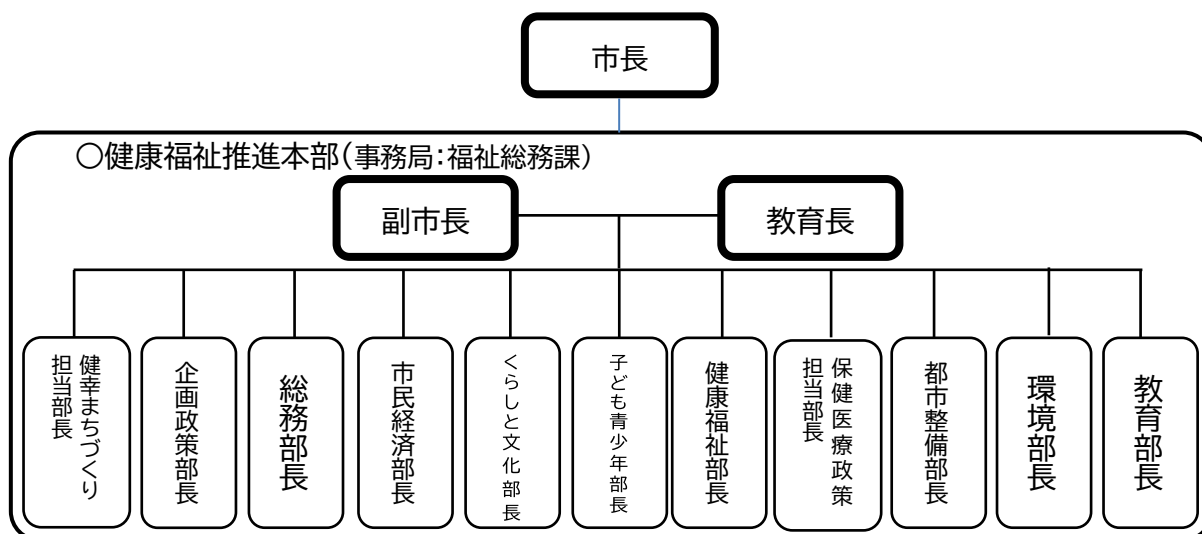 市長
○健康福祉推進本部(事務局:福祉総務課)
副市長
教育長
健幸まちづくり
担当部長
企画政策部長
総務部長
市民経済部長
くらしと文化部長
子ども青少年部長
健康福祉部長
保健医療政策
担当部長
都市整備部長
環境部長
教育部長